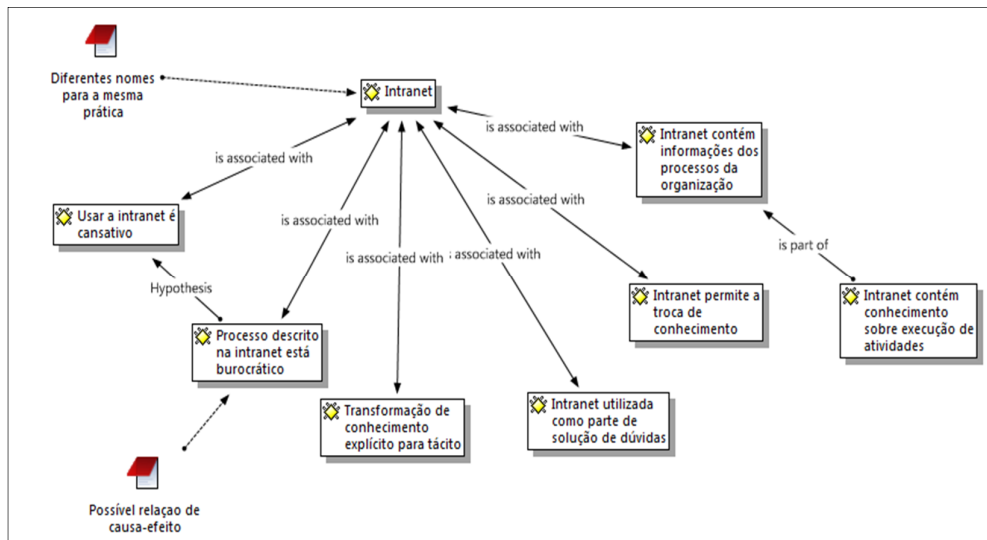 Diferentes nomes
para a mesma
prática
Intranet
is associated with
Intranet contém
informações dos
processos da
organização
is associated with
is associated with
Usar a intranet é
cansativo
is associated with
is associated with
is associated with
is part of
Hypothesis
Intranet permite a
troca de
conhecimento
Intranet contém
conhecimento
sobre execução de
atividades
Processo descrito
na intranet está
burocrático
Transformação de
conhecimento
explícito para tácito
Intranet utilizada
como parte de
solução de dúvidas
Possível relaçao de
causa-efeito